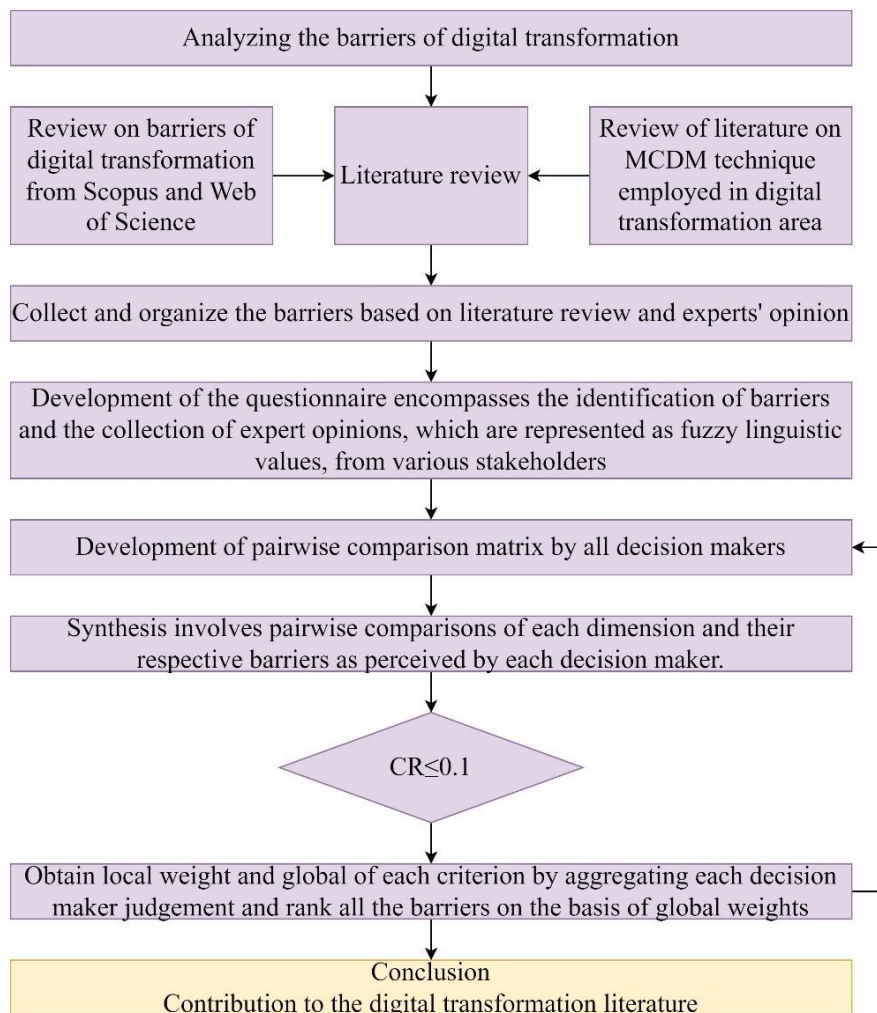 Analyzing the barriers of digital transformation
Review on barriers of
digital transformation
from Scopus and Web
of Science
Literature review
Review of literature on
MCDM technique
employed in digital
transformation area
Collect and organize the barriers based on literature review and experts' opinion
Development of the questionnaire encompasses the identification of barriers
and the collection of expert opinions, which are represented as fuzzy linguistic
values, from various stakeholders
Development of pairwise comparison matrix by all decision makers
Synthesis involves pairwise comparisons of each dimension and their
respective barriers as perceived by each decision maker.
CR≤0.1
Obtain local weight and global of each criterion by aggregating each decision
maker judgement and rank all the barriers on the basis of global weights
Conclusion
Contribution to the digital transformation literature